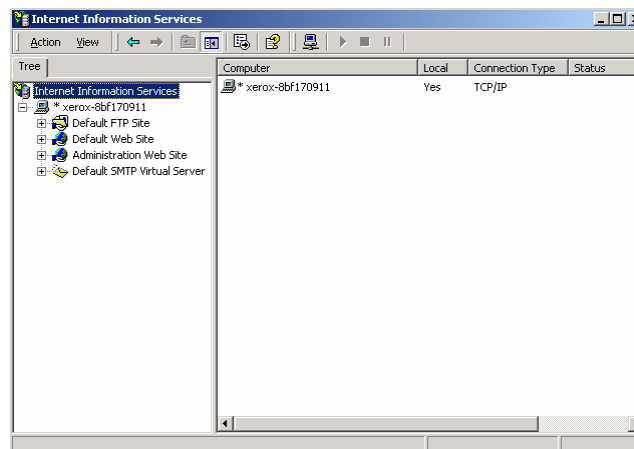 Internet Information Services
Action View
Tree
Computer Local Connection Type Status
Internet Information Services
* xerox-8bf170911 Yes TCP/IP
* xerox-8bf170911
Default FTP Site
Default Web Site
Administration Web Site
Default SMTP Virtual Server